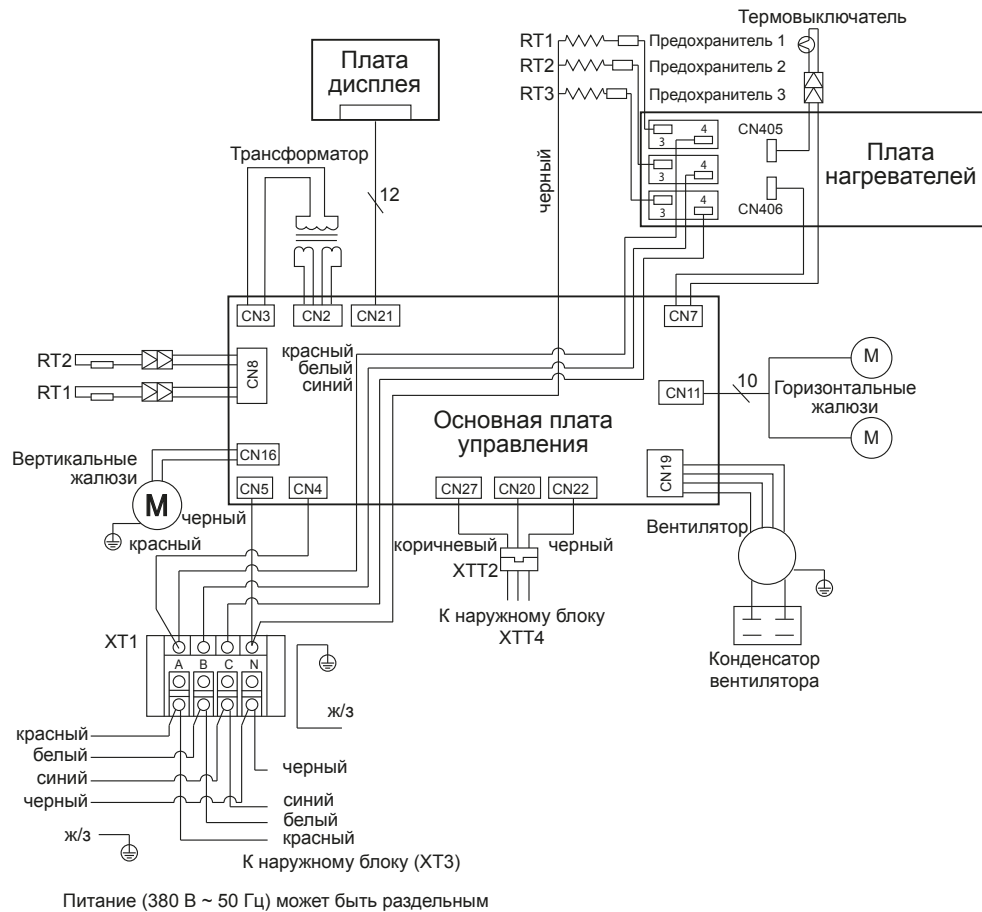 Термовыключатель
RT1
Предохранитель 1
RT2
Предохранитель 2
RT3
Предохранитель 3
Плата
дисплея
Трансформатор
12
черный
3
4
3
4
3
4
CN405
CN406
Плата
нагревателей
CN3
CN2
CN21
CN7
красный
белый
синий
RT2
RT1
CN8
CN11
10
M
Горизонтальные
жалюзи
M
Основная плата
управления
Вертикальные
жалюзи
CN16
CN19
CN5
CN4
CN27
CN20
CN22
M
черный
красный
коричневый
черный
XTT2
К наружному блоку
XTT4
Вентилятор
Конденсатор
вентилятора
XT1
A
B
C
N
ж/з
красный
белый
синий
черный
черный
синий
белый
красный
ж/з
К наружному блоку (XT3)
Питание (380 В ~ 50 Гц) может быть раздельным